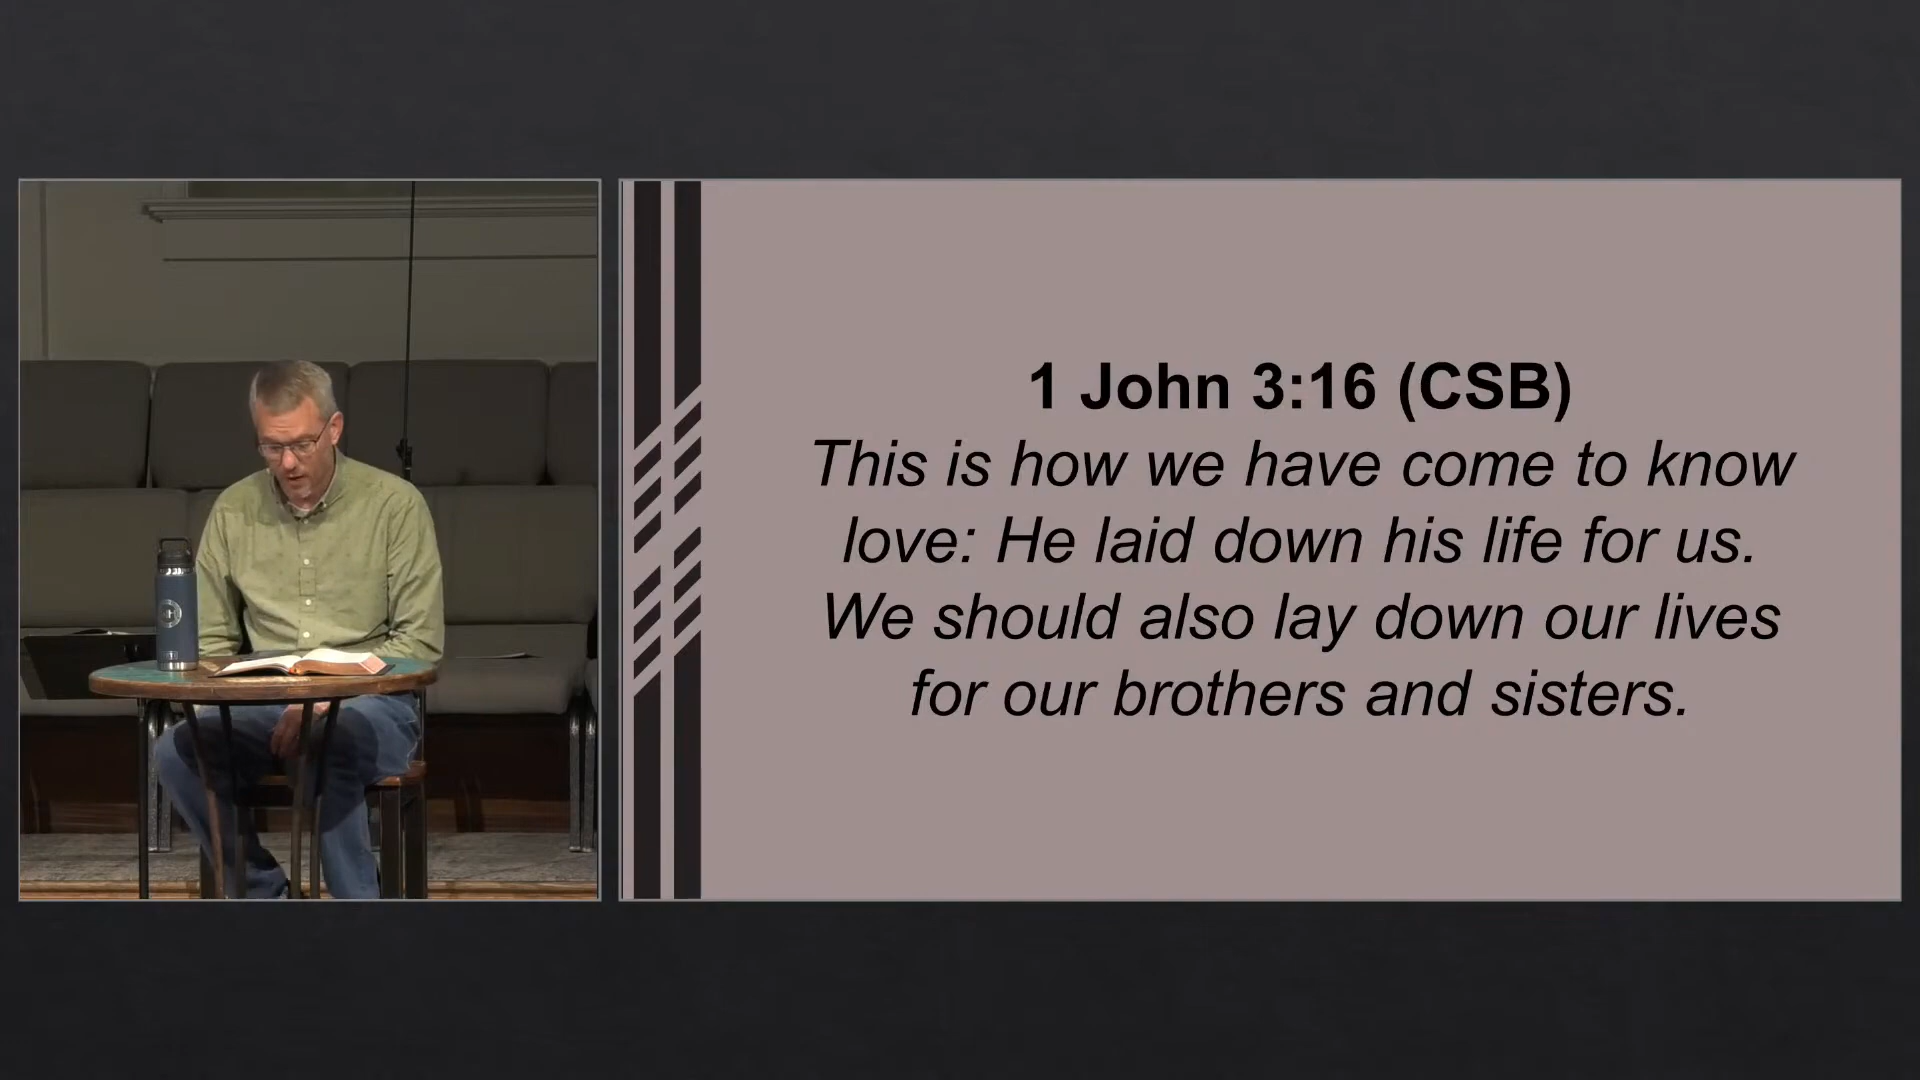 1 John 3:16 (CSB)
This is how we have come to know
love: He laid down his life for us.
We should also lay down our lives
for our brothers and sisters.